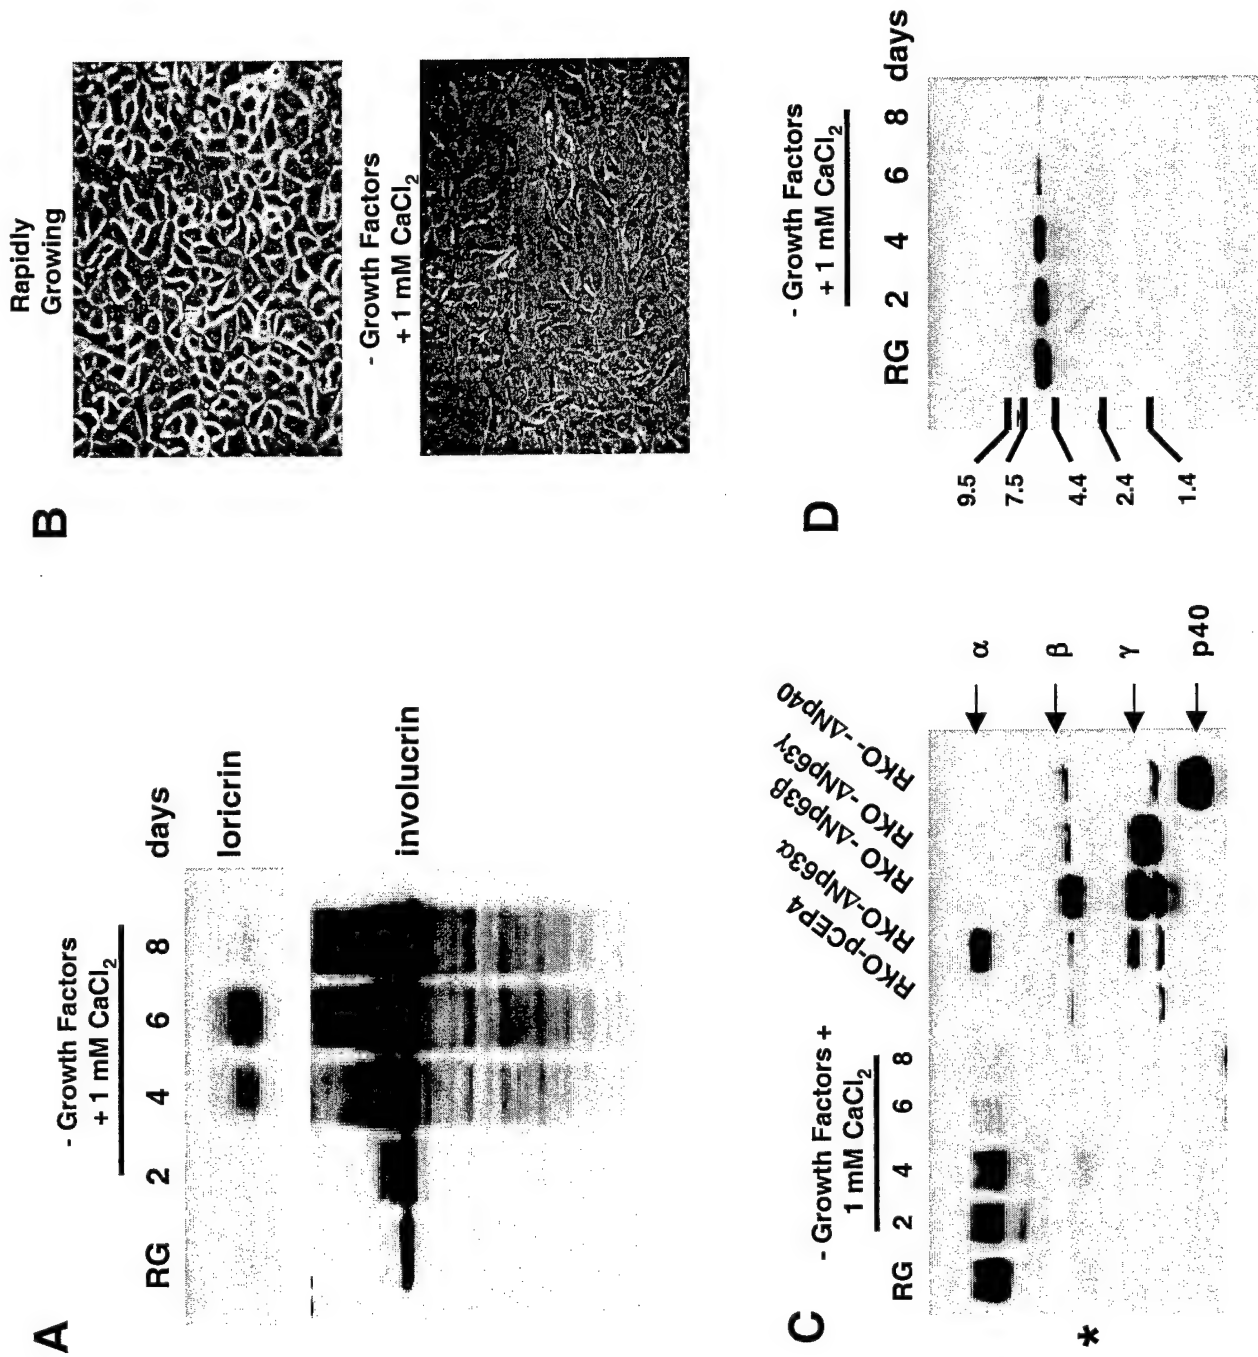 A
- Growth Factors
+ 1 mM CaCl2
RG 2 4 6 8 days
loricrin
involucrin
B
Rapidly
Growing
- Growth Factors
+ 1 mM CaCl2
C
- Growth Factors +
1 mM CaCl2
RG 2 4 6 8
RKO-pCEP4
RKO-ΔNp63α
RKO-ΔNp63β
RKO-ΔNp63γ
RKO-ΔNp40
α
β
γ
p40
*
D
- Growth Factors
+ 1 mM CaCl2
RG 2 4 6 8 days
9.5
7.5
4.4
2.4
1.4